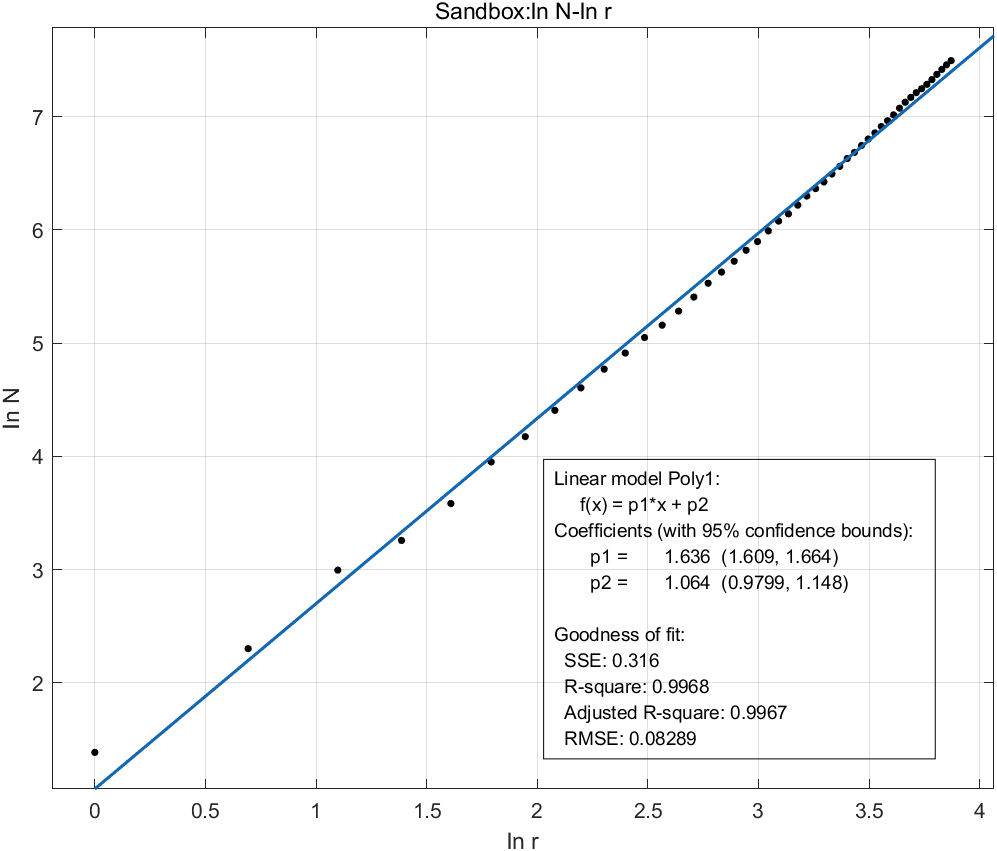 Sandbox:ln N-ln r
7
6
5
4
3
2
ln N
Linear model Poly1:
f(x) = p1*x + p2
Coefficients (with 95% confidence bounds):
p1 = 1.636 (1.609, 1.664)
p2 = 1.064 (0.9799, 1.148)
Goodness of fit:
SSE: 0.316
R-square: 0.9968
Adjusted R-square: 0.9967
RMSE: 0.08289
0 0.5 1 1.5 2 2.5 3 3.5 4
ln r